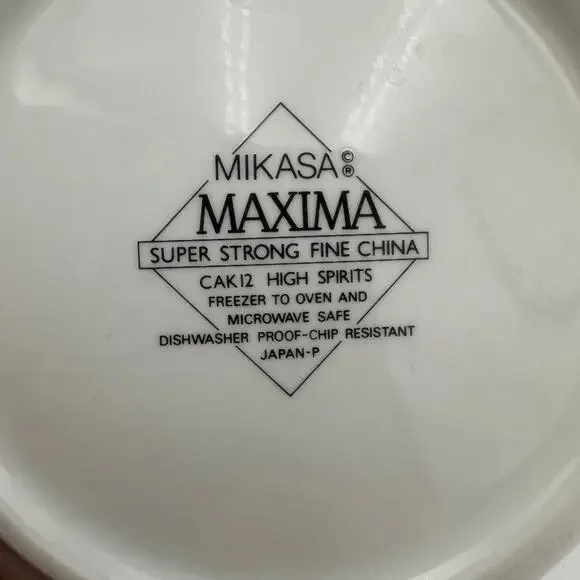 MIKASA © ®
MAXIMA
SUPER STRONG FINE CHINA
CAK12 HIGH SPIRITS
FREEZER TO OVEN AND
MICROWAVE SAFE
DISHWASHER PROOF-CHIP RESISTANT
JAPAN-P